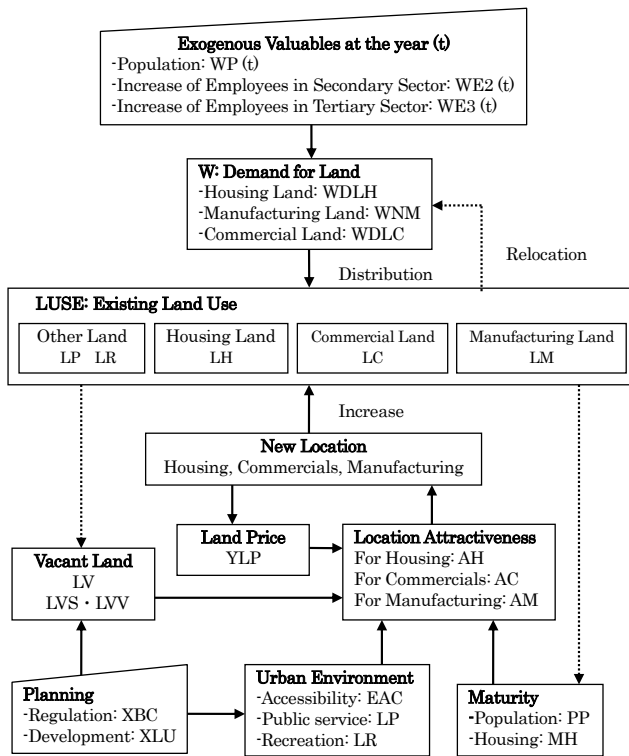 Exogenous Valuables at the year (t)
-Population: WP (t)
-Increase of Employees in Secondary Sector: WE2 (t)
-Increase of Employees in Tertiary Sector: WE3 (t)
W: Demand for Land
-Housing Land: WDLH
-Manufacturing Land: WNM
-Commercial Land: WDLC
Relocation
Distribution
LUSE: Existing Land Use
Other Land
LP LR
Housing Land
LH
Commercial Land
LC
Manufacturing Land
LM
Increase
New Location
Housing, Commercials, Manufacturing
Land Price
YLP
Location Attractiveness
For Housing: AH
For Commercials: AC
For Manufacturing: AM
Vacant Land
LV
LVS・LVV
Planning
-Regulation: XBC
-Development: XLU
Urban Environment
-Accessibility: EAC
-Public service: LP
-Recreation: LR
Maturity
-Population: PP
-Housing: MH